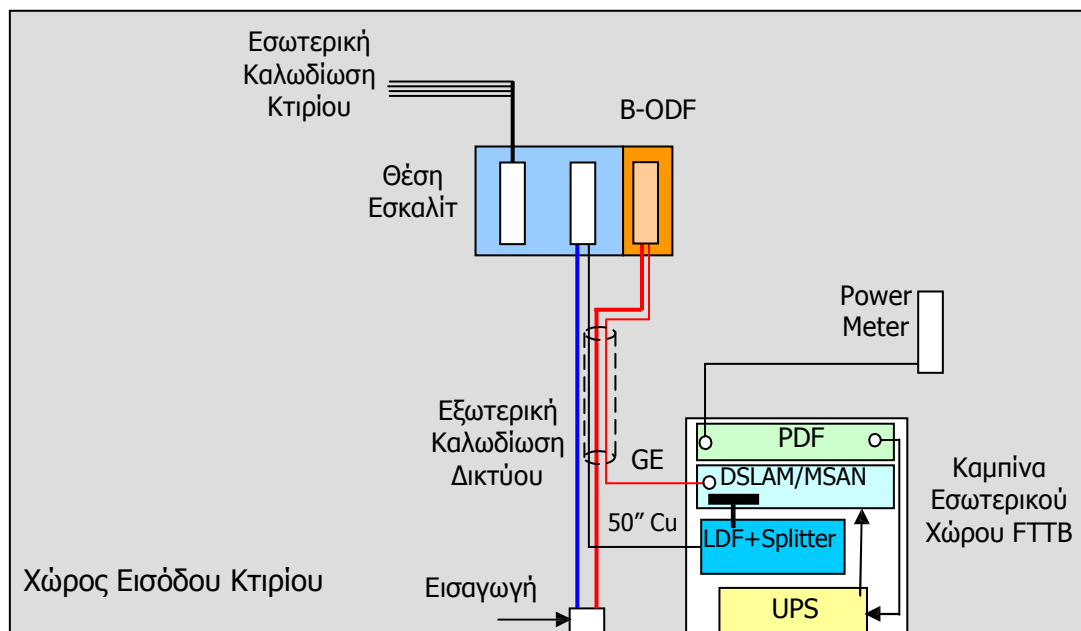 Εσωτερική
Καλωδίωση
Κτιρίου
B-ODF
Θέση
Εσκαλίτ
Power
Meter
Εξωτερική
Καλωδίωση
Δικτύου
GE
PDF
DSLAM/MSAN
50” Cu
LDF+Splitter
Καμπίνα
Εσωτερικού
Χώρου FTTB
Χώρος Εισόδου Κτιρίου
Εισαγωγή
UPS